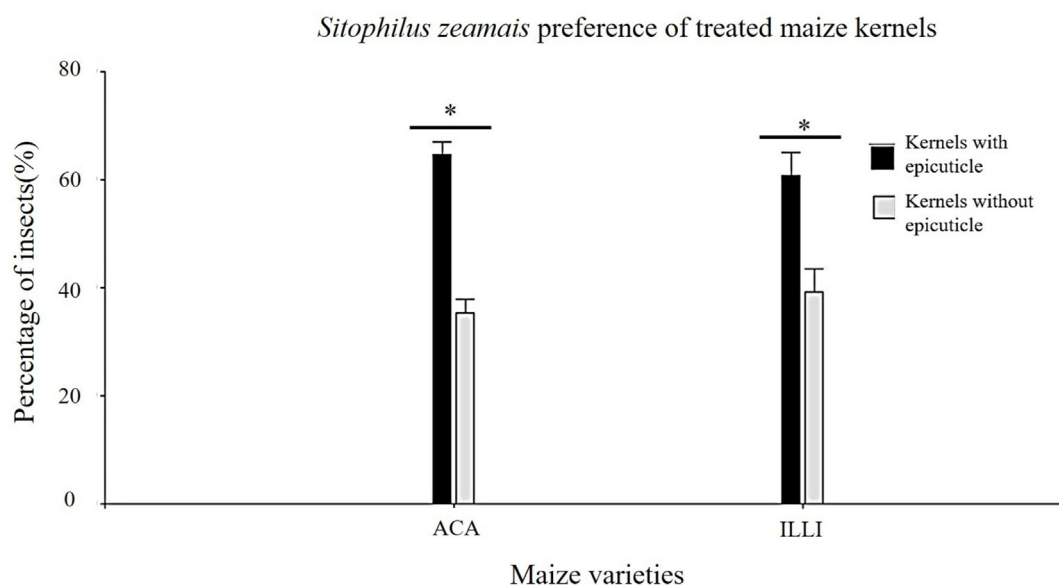 Sitophilus zeamais preference of treated maize kernels
80
60
40
20
0
Percentage of insects(%)
*
*
Kernels with
epicuticle
Kernels without
epicuticle
ACA
ILLI
Maize varieties